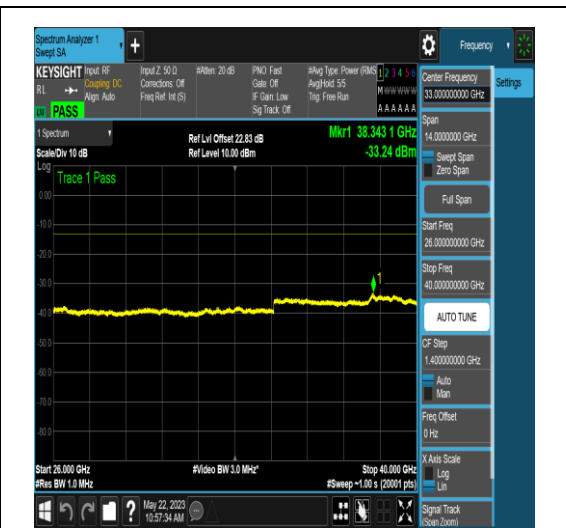 Spectrum Analyzer 1
Swept SA
Frequency
KEYSIGHT
RL
PASS
Input: RF
Coupling: DC
Align: Auto
Input Z: 50 Ω
Corrections: Off
Freq Ref: Int (S)
#Atten: 20 dB
PNO: Fast
Gate: Off
IF Gain: Low
Sig Track: Off
#Avg Type: Power (RMS
Avg|Hold: 5/5
Trig: Free Run
1 2 3 4 5 6
M W W W W W
A A A A A A
1 Spectrum
Scale/Div 10 dB
Ref Lvl Offset 22.83 dB
Ref Level 10.00 dBm
Mkr1 38.343 1 GHz
-33.24 dBm
Log
Trace 1 Pass
0.00
-10.0
-20.0
-30.0
-40.0
-50.0
-60.0
-70.0
-80.0
1
Start 26.000 GHz
#Res BW 1.0 MHz
#Video BW 3.0 MHz*
Stop 40.000 GHz
#Sweep ~1.00 s (20001 pts)
May 22, 2023
10:57:34 AM
Center Frequency
33.00000000 GHz
Settings
Span
14.0000000 GHz
Swept Span
Zero Span
Full Span
Start Freq
26.000000000 GHz
Stop Freq
40.000000000 GHz
AUTO TUNE
CF Step
1.400000000 GHz
Auto
Man
Freq Offset
0 Hz
X Axis Scale
Log
Lin
Signal Track
(Span Zoom)